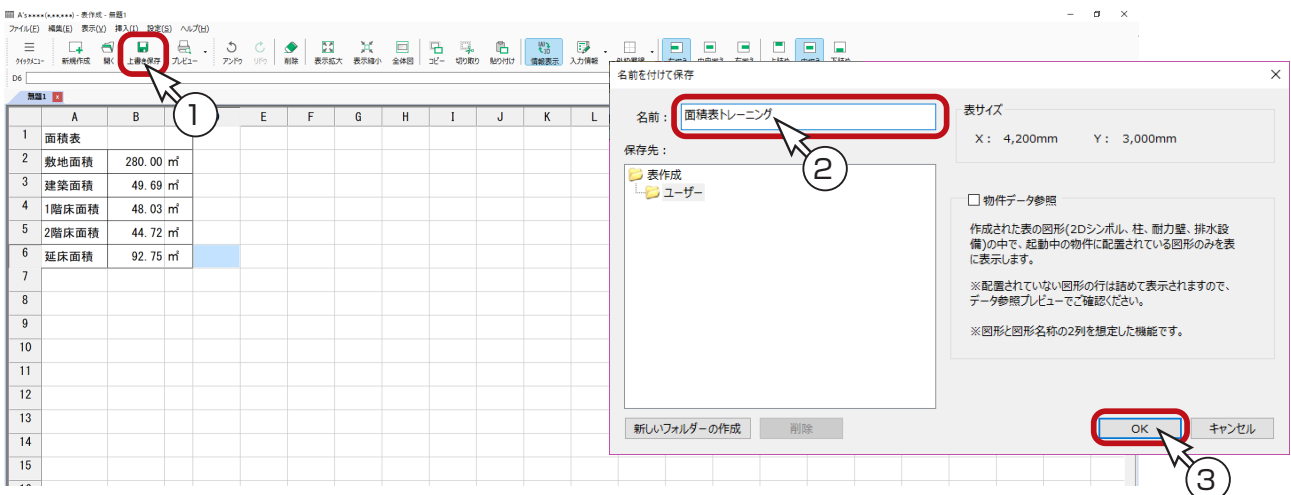 A's****(*.**.**) - 表作成 - 無題1
ファイル(F) 編集(E) 表示(V) 挿入(I) 設定(S) ヘルプ(H)
クイックメニュー 新規作成 開く 上書き保存 プレビュー アンドゥ リドゥ 削除 表示拡大 表示縮小 全体図 コピー 切り取り 貼り付け 情報表示 入力情報
D6
無題1
A B E F G H I J K L
1 面積表
2 敷地面積 280.00 ㎡
3 建築面積 49.69 ㎡
4 1階床面積 48.03 ㎡
5 2階床面積 44.72 ㎡
6 延床面積 92.75 ㎡
7
8
9
10
11
12
13
14
15
①
名前を付けて保存
名前： 面積表トレーニング
②
保存先：
表作成
ユーザー
新しいフォルダーの作成 削除
表サイズ
X： 4,200mm Y： 3,000mm
物件データ参照
作成された表の図形(2Dシンボル、柱、耐力壁、排水設
備)の中で、起動中の物件に配置されている図形のみを表
に表示します。
※配置されていない図形の行は詰めて表示されますので、
データ参照プレビューでご確認ください。
※図形と図形名称の2列を想定した機能です。
OK キャンセル
③